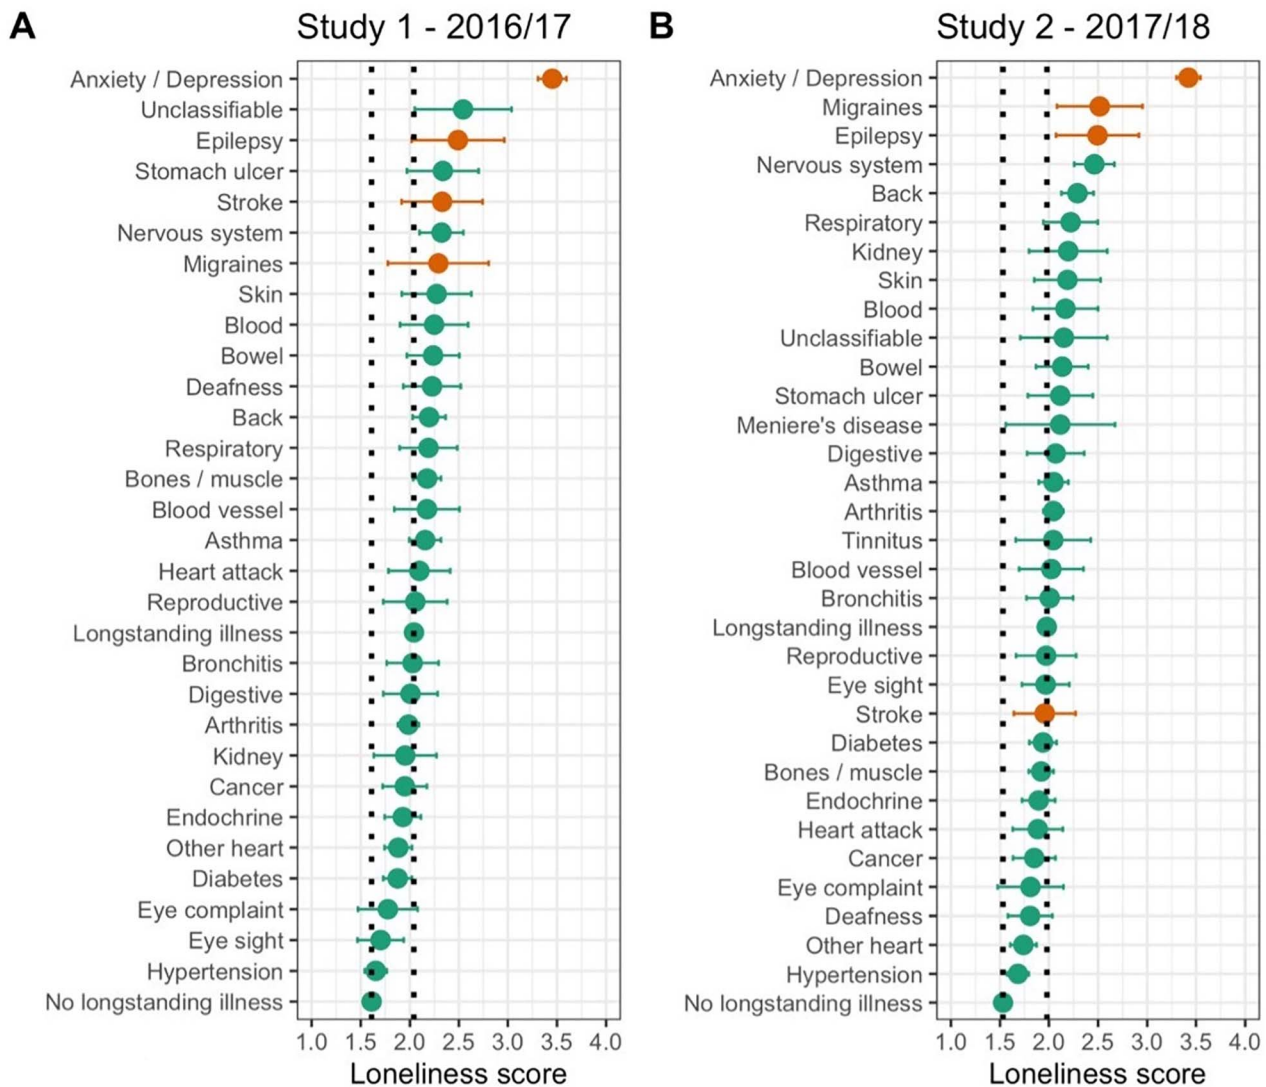 A
Study 1 - 2016/17
Anxiety / Depression
Unclassifiable
Epilepsy
Stomach ulcer
Stroke
Nervous system
Migraines
Skin
Blood
Bowel
Deafness
Back
Respiratory
Bones / muscle
Blood vessel
Asthma
Heart attack
Reproductive
Longstanding illness
Bronchitis
Digestive
Arthritis
Kidney
Cancer
Endocrine
Other heart
Diabetes
Eye complaint
Eye sight
Hypertension
No longstanding illness
1.0 1.5 2.0 2.5 3.0 3.5 4.0
Loneliness score
B
Study 2 - 2017/18
Anxiety / Depression
Migraines
Epilepsy
Nervous system
Back
Respiratory
Kidney
Skin
Blood
Unclassifiable
Bowel
Stomach ulcer
Meniere's disease
Digestive
Asthma
Arthritis
Tinnitus
Blood vessel
Bronchitis
Longstanding illness
Reproductive
Eye sight
Stroke
Diabetes
Bones / muscle
Endocrine
Heart attack
Cancer
Eye complaint
Deafness
Other heart
Hypertension
No longstanding illness
1.0 1.5 2.0 2.5 3.0 3.5 4.0
Loneliness score